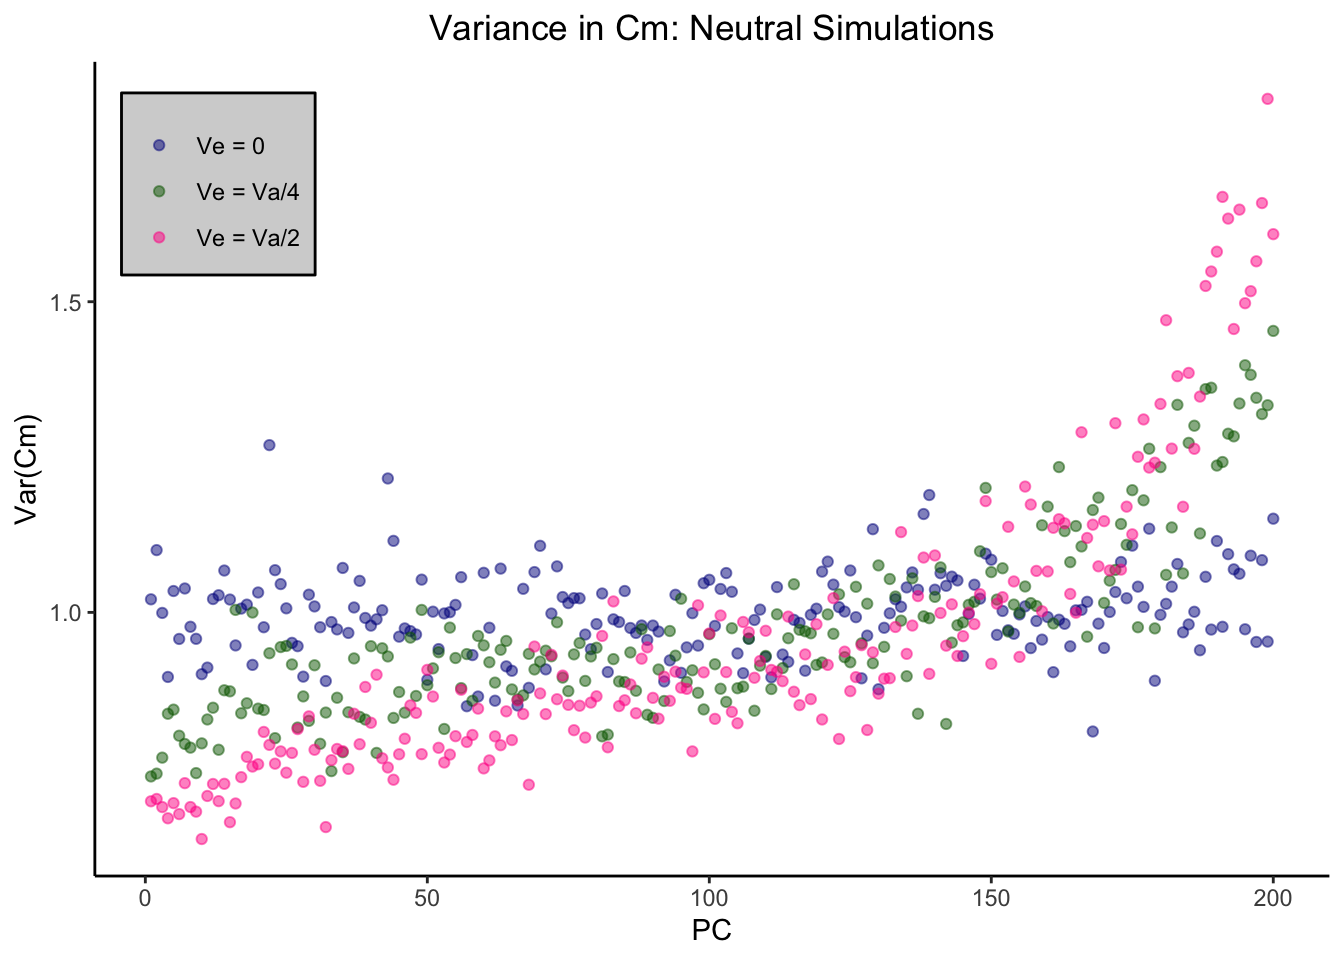 Variance in Cm: Neutral Simulations
Ve = 0
Ve = Va/4
Ve = Va/2
1.5
1.0
Var(Cm)
0 50 100 150 200
PC